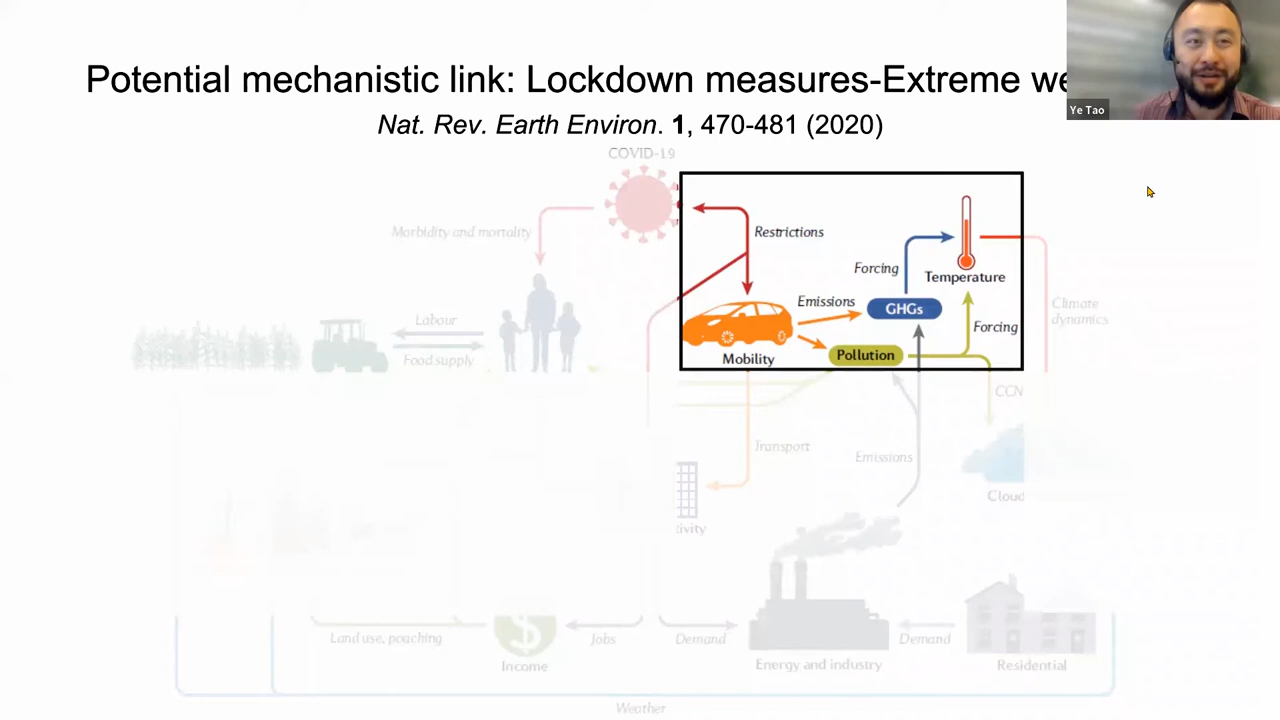 Potential mechanistic link: Lockdown measures-Extreme we
Ye Tao
Nat. Rev. Earth Environ. 1, 470-481 (2020)
COVID-19
Morbidity and mortality
Restrictions
Forcing
Temperature
Emissions
GHGs
Climate
dynamics
Labour
Food supply
Mobility
Pollution
Forcing
CCN
Transport
Emissions
Cloud
tivity
$
Land use, poaching
Jobs
Demand
Demand
Income
Energy and industry
Residential
Weather